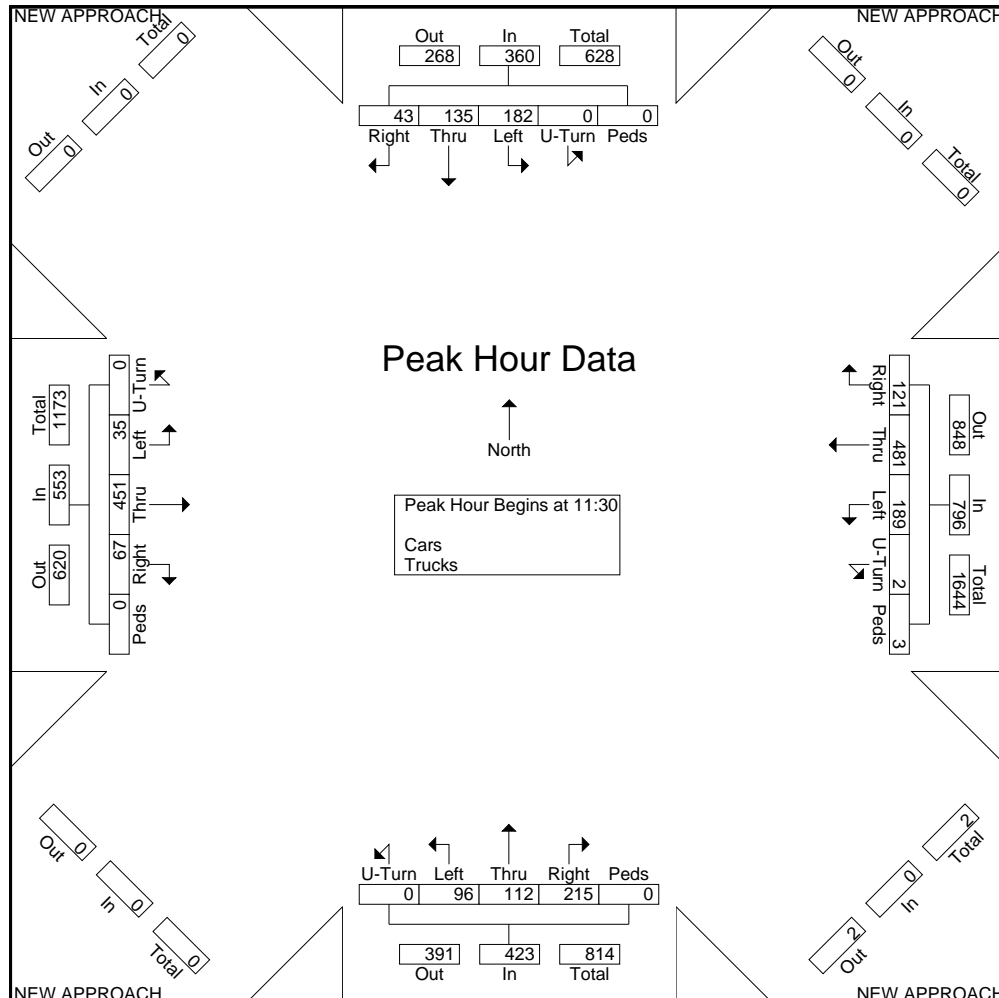 NEW APPROACH
NEW APPROACH
Total
0
In
0
Out
0
Out In Total
268 360 628
43 135 182 0 0
Right Thru Left U-Turn Peds
Out
0
In
0
Total
0
Peak Hour Data
North
Peak Hour Begins at 11:30
Cars
Trucks
Total In Out
1173 553 620
0 35 451 67 0
U-Turn Left Thru Right Peds
Right Thru Left U-Turn Peds
121 481 189 2 3
Out In Total
848 796 1644
Out
0
In
0
Total
0
U-Turn Left Thru Right Peds
0 96 112 215 0
391 423 814
Out In Total
2
Total
0
In
2
Out
NEW APPROACH
NEW APPROACH